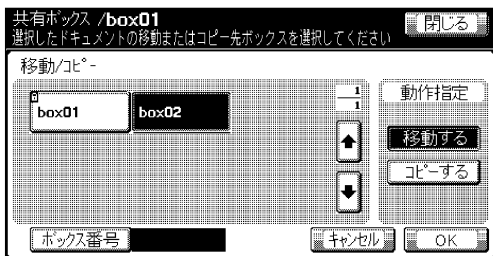 共有ボックス /box01
閉じる
選択したドキュメントの移動またはコピー先ボックスを選択してください
移動/コピー
box01
box02
1
1
動作指定
移動する
コピーする
ボックス番号
キャンセル
OK